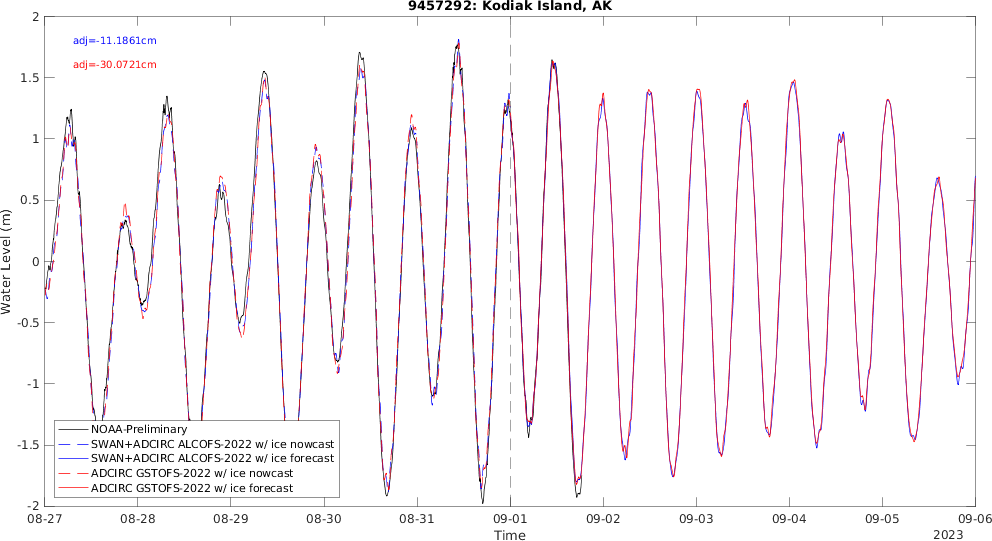 9457292: Kodiak Island, AK
adj=-11.1861cm
adj=-30.0721cm
Water Level (m)
2
1.5
1
0.5
0
-0.5
-1
-1.5
-2
NOAA-Preliminary
SWAN+ADCIRC ALCOFS-2022 w/ ice nowcast
SWAN+ADCIRC ALCOFS-2022 w/ ice forecast
ADCIRC GSTOFS-2022 w/ ice nowcast
ADCIRC GSTOFS-2022 w/ ice forecast
08-27 08-28 08-29 08-30 08-31 09-01 09-02 09-03 09-04 09-05 09-06
Time
2023